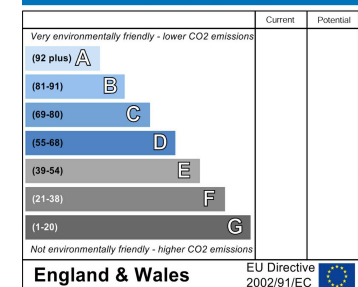 Current Potential
Very environmentally friendly - lower CO2 emissions
(92 plus) A
(81-91) B
(69-80) C
(55-68) D
(39-54) E
(21-38) F
(1-20) G
Not environmentally friendly - higher CO2 emissions
England & Wales
EU Directive
2002/91/EC